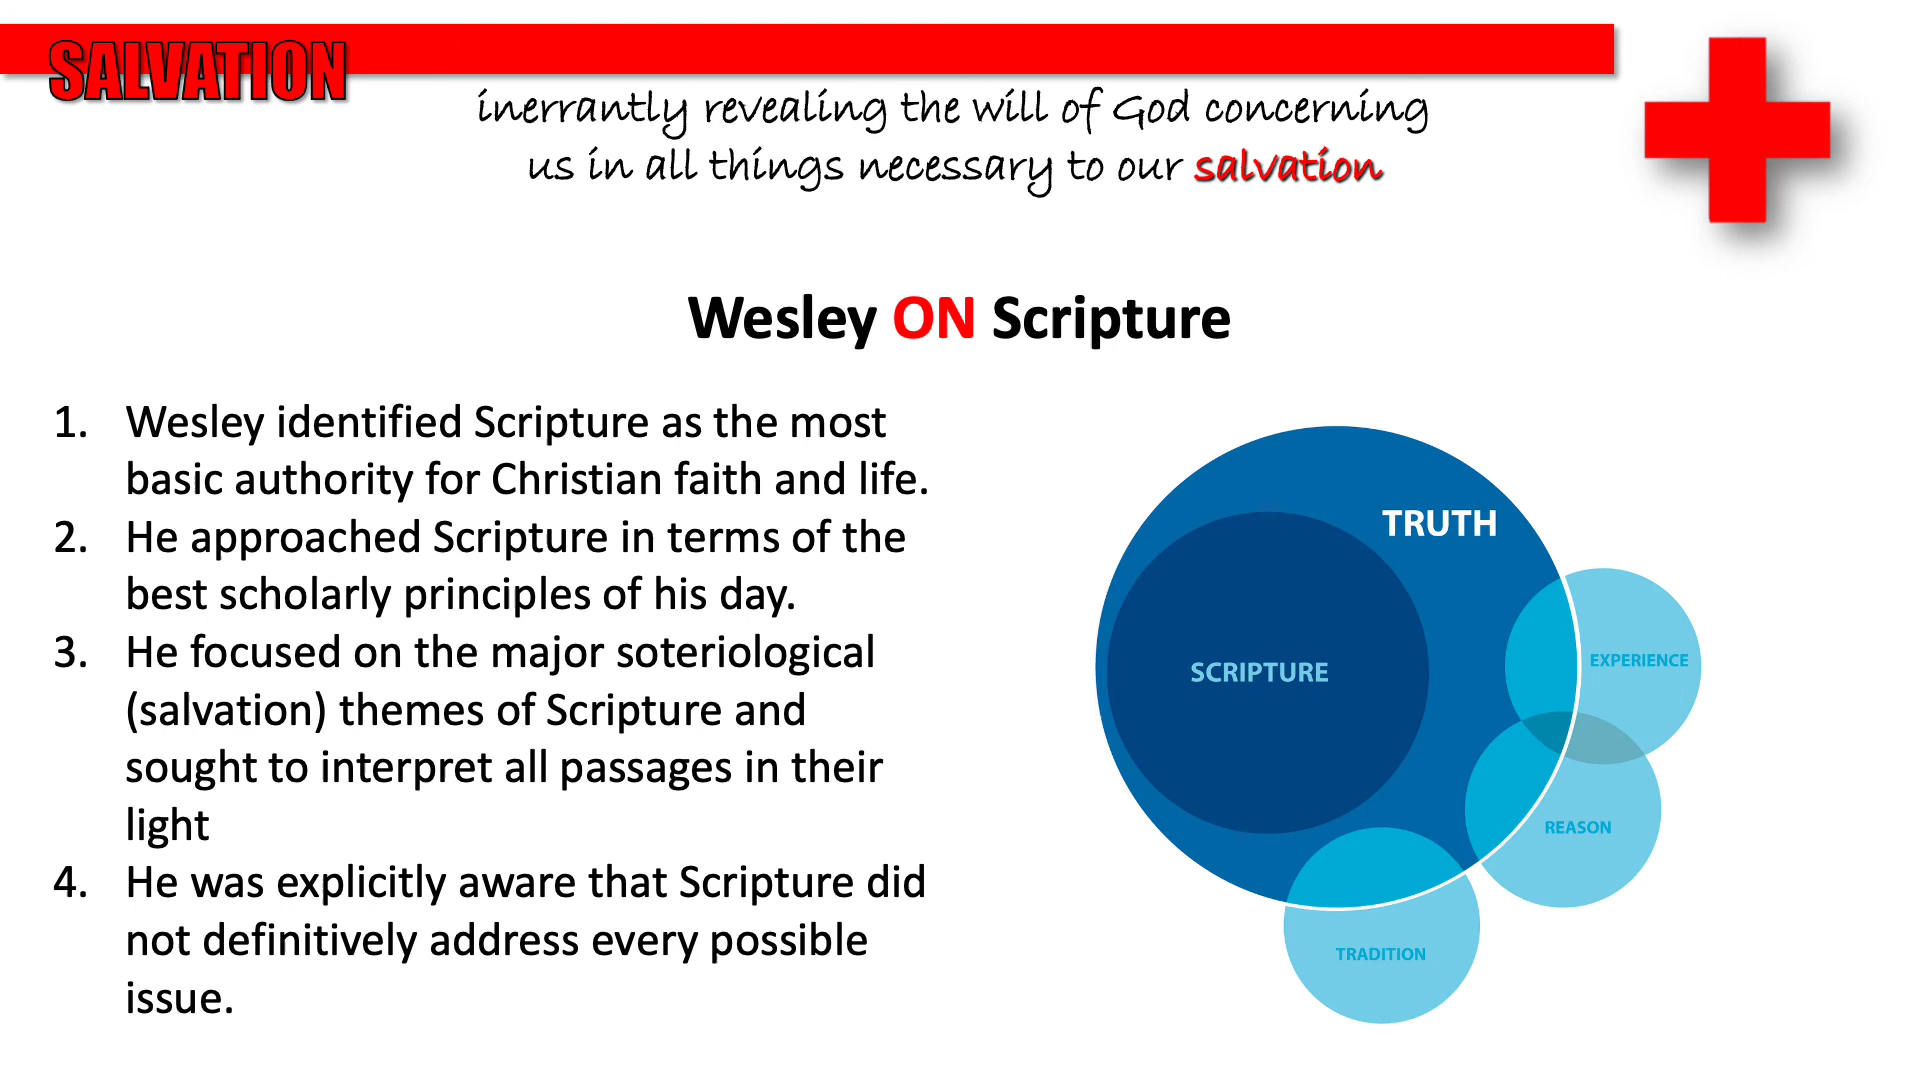 SALVATION
inerrantly revealing the will of God concerning
us in all things necessary to our salvation
Wesley ON Scripture
1. Wesley identified Scripture as the most
basic authority for Christian faith and life.
2. He approached Scripture in terms of the
best scholarly principles of his day.
3. He focused on the major soteriological
(salvation) themes of Scripture and
sought to interpret all passages in their
light
4. He was explicitly aware that Scripture did
not definitively address every possible
issue.
TRUTH
SCRIPTURE
EXPERIENCE
REASON
TRADITION